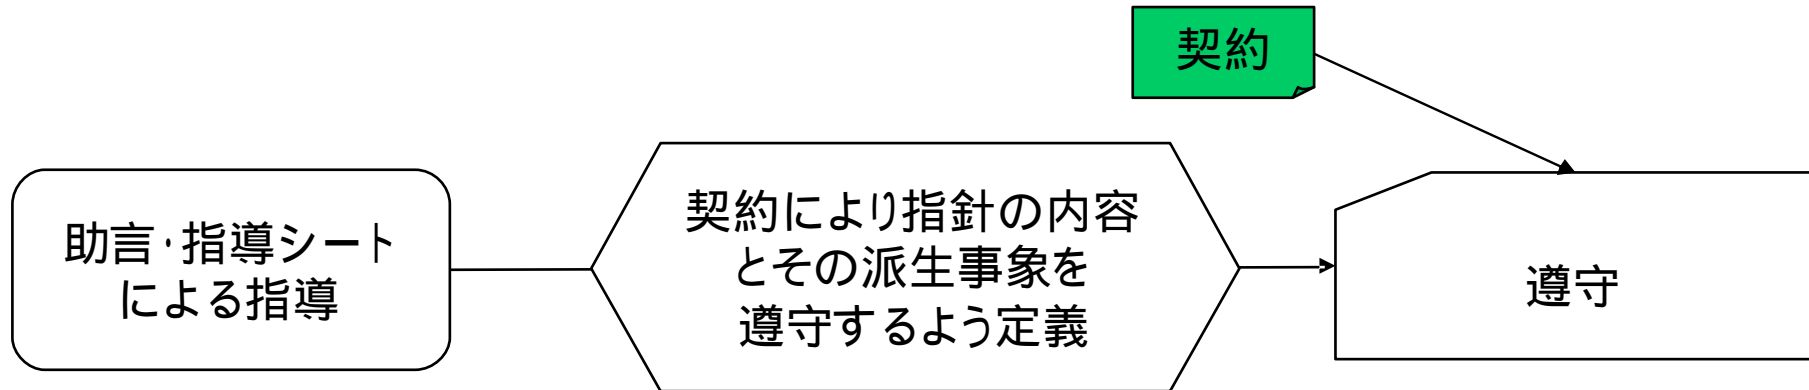 契約
助言・指導シート
による指導
契約により指針の内容
とその派生事象を
遵守するよう定義
遵守